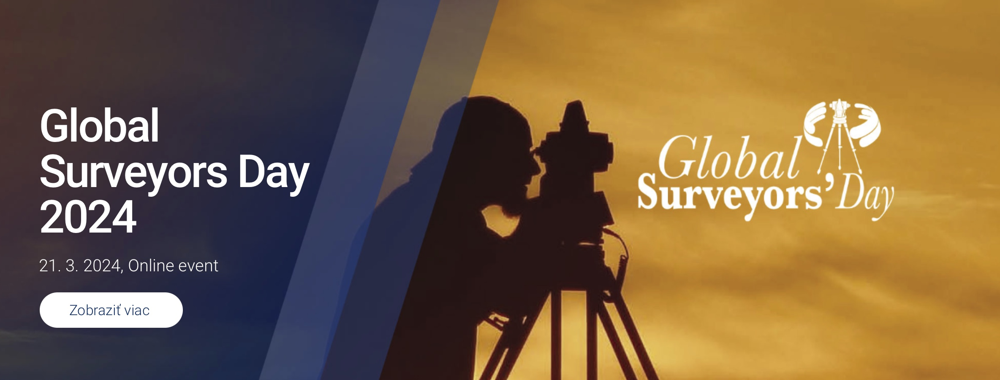 Global
Surveyors Day
2024
21. 3. 2024, Online event
Zobraziť viac
Global
Surveyors’ Day